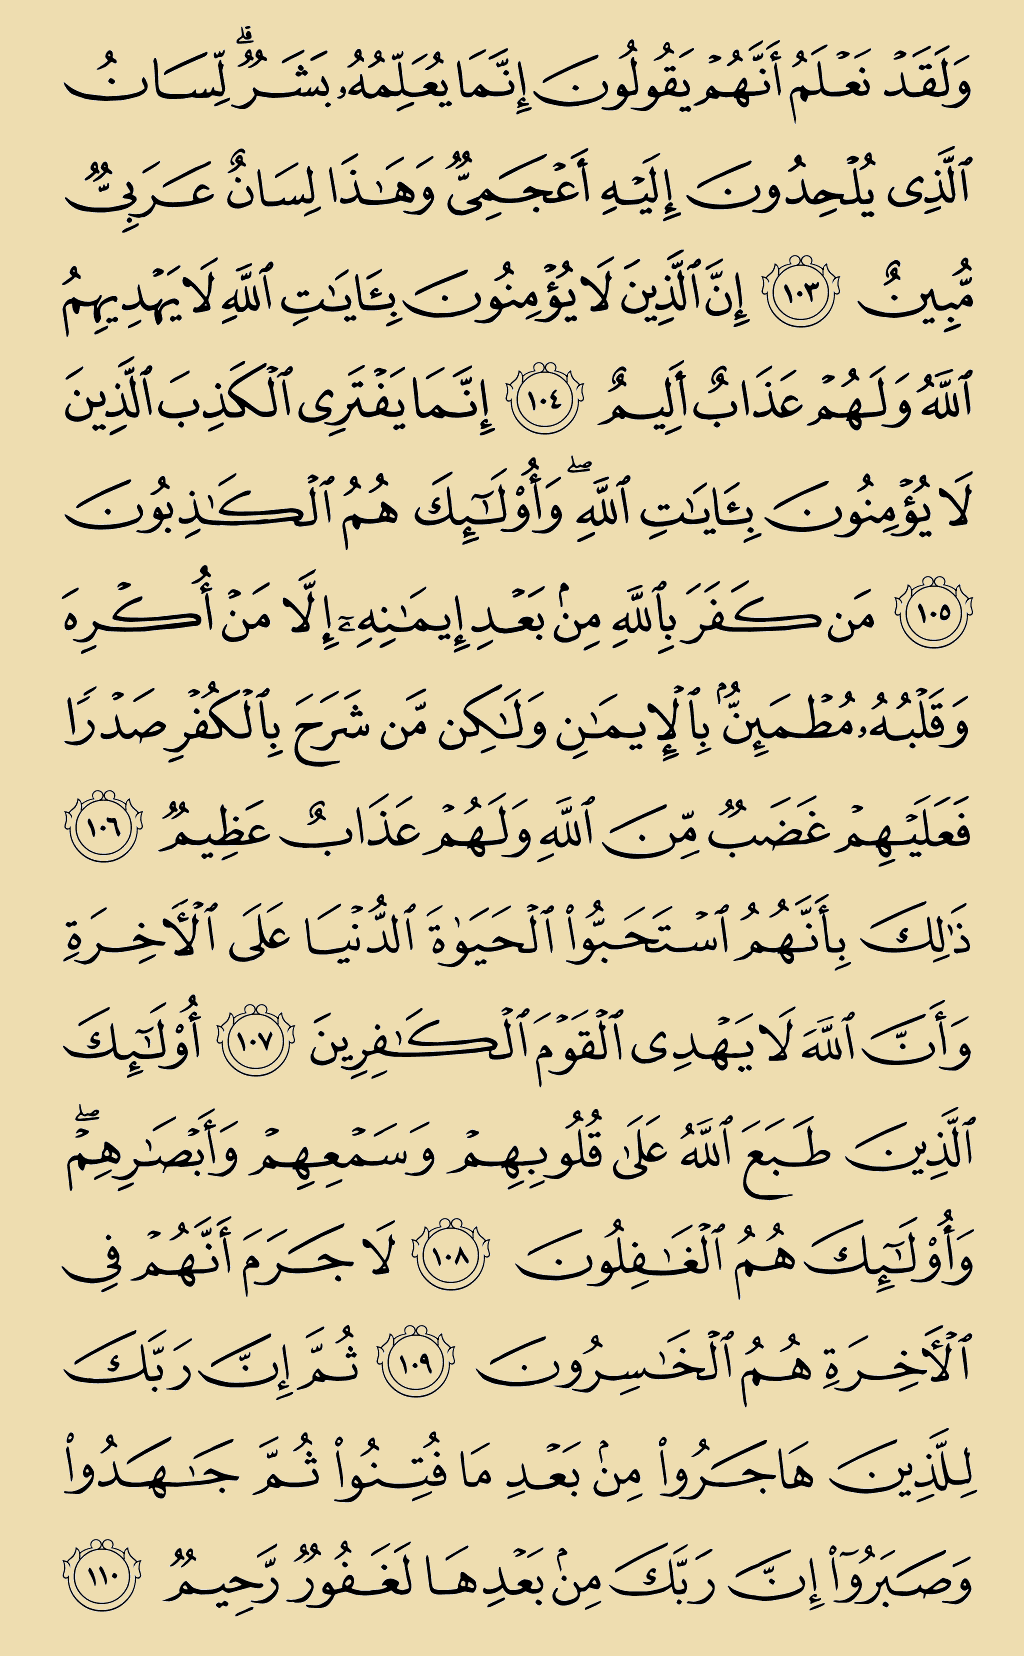 وَلَقَدۡ نَعۡلَمُ أَنَّهُمۡ يَقُولُونَ إِنَّمَا يُعَلِّمُهُۥ بَشَرٞۗ لِّسَانُ
ٱلَّذِي يُلۡحِدُونَ إِلَيۡهِ أَعۡجَمِيّٞ وَهَٰذَا لِسَانٌ عَرَبِيّٞ
مُّبِينٌ ١٠٣ إِنَّ ٱلَّذِينَ لَا يُؤۡمِنُونَ بِـَٔايَٰتِ ٱللَّهِ لَا يَهۡدِيهِمُ
ٱللَّهُ وَلَهُمۡ عَذَابٌ أَلِيمٌ ١٠٤ إِنَّمَا يَفۡتَرِي ٱلۡكَذِبَ ٱلَّذِينَ
لَا يُؤۡمِنُونَ بِـَٔايَٰتِ ٱللَّهِۖ وَأُوْلَٰٓئِكَ هُمُ ٱلۡكَٰذِبُونَ
١٠٥ مَن كَفَرَ بِٱللَّهِ مِنۢ بَعۡدِ إِيمَٰنِهِۦٓ إِلَّا مَنۡ أُكۡرِهَ
وَقَلۡبُهُۥ مُطۡمَئِنُّۢ بِٱلۡإِيمَٰنِ وَلَٰكِن مَّن شَرَحَ بِٱلۡكُفۡرِ صَدۡرٗا
فَعَلَيۡهِمۡ غَضَبٞ مِّنَ ٱللَّهِ وَلَهُمۡ عَذَابٌ عَظِيمٞ ١٠٦
ذَٰلِكَ بِأَنَّهُمُ ٱسۡتَحَبُّواْ ٱلۡحَيَوٰةَ ٱلدُّنۡيَا عَلَى ٱلۡأٓخِرَةِ
وَأَنَّ ٱللَّهَ لَا يَهۡدِي ٱلۡقَوۡمَ ٱلۡكَٰفِرِينَ ١٠٧ أُوْلَٰٓئِكَ
ٱلَّذِينَ طَبَعَ ٱللَّهُ عَلَىٰ قُلُوبِهِمۡ وَسَمۡعِهِمۡ وَأَبۡصَٰرِهِمۡۖ
وَأُوْلَٰٓئِكَ هُمُ ٱلۡغَٰفِلُونَ ١٠٨ لَا جَرَمَ أَنَّهُمۡ فِي
ٱلۡأٓخِرَةِ هُمُ ٱلۡخَٰسِرُونَ ١٠٩ ثُمَّ إِنَّ رَبَّكَ
لِلَّذِينَ هَاجَرُواْ مِنۢ بَعۡدِ مَا فُتِنُواْ ثُمَّ جَٰهَدُواْ
وَصَبَرُوٓاْ إِنَّ رَبَّكَ مِنۢ بَعۡدِهَا لَغَفُورٞ رَّحِيمٞ ١١٠